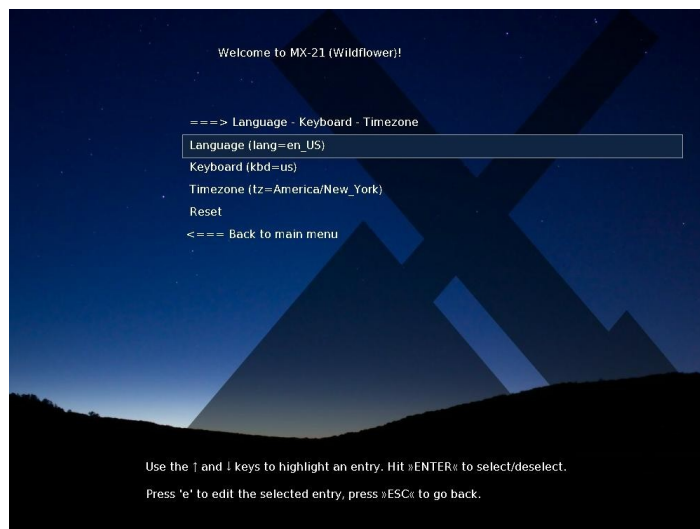 Welcome to MX-21 (Wildflower)!
===> Language - Keyboard - Timezone
Language (lang=en_US)
Keyboard (kbd=us)
Timezone (tz=America/New_York)
Reset
<=== Back to main menu
Use the ↑ and ↓ keys to highlight an entry. Hit »ENTER« to select/deselect.
Press 'e' to edit the selected entry, press »ESC« to go back.